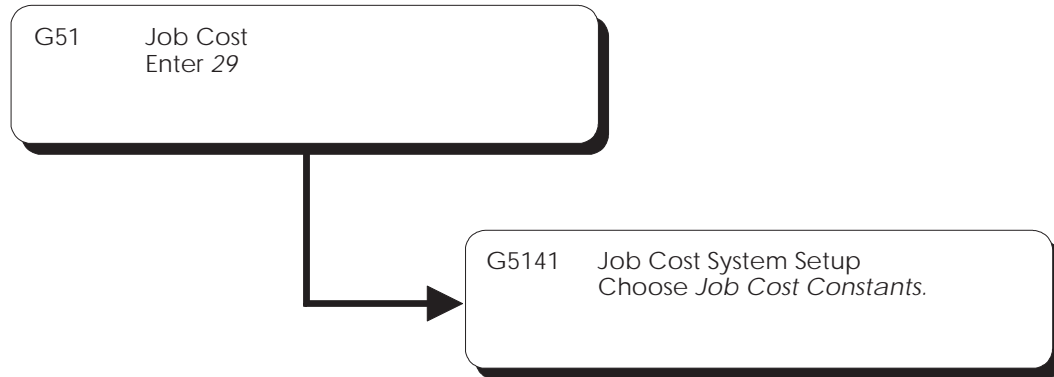 G51 Job Cost
Enter 29
G5141 Job Cost System Setup
Choose Job Cost Constants.